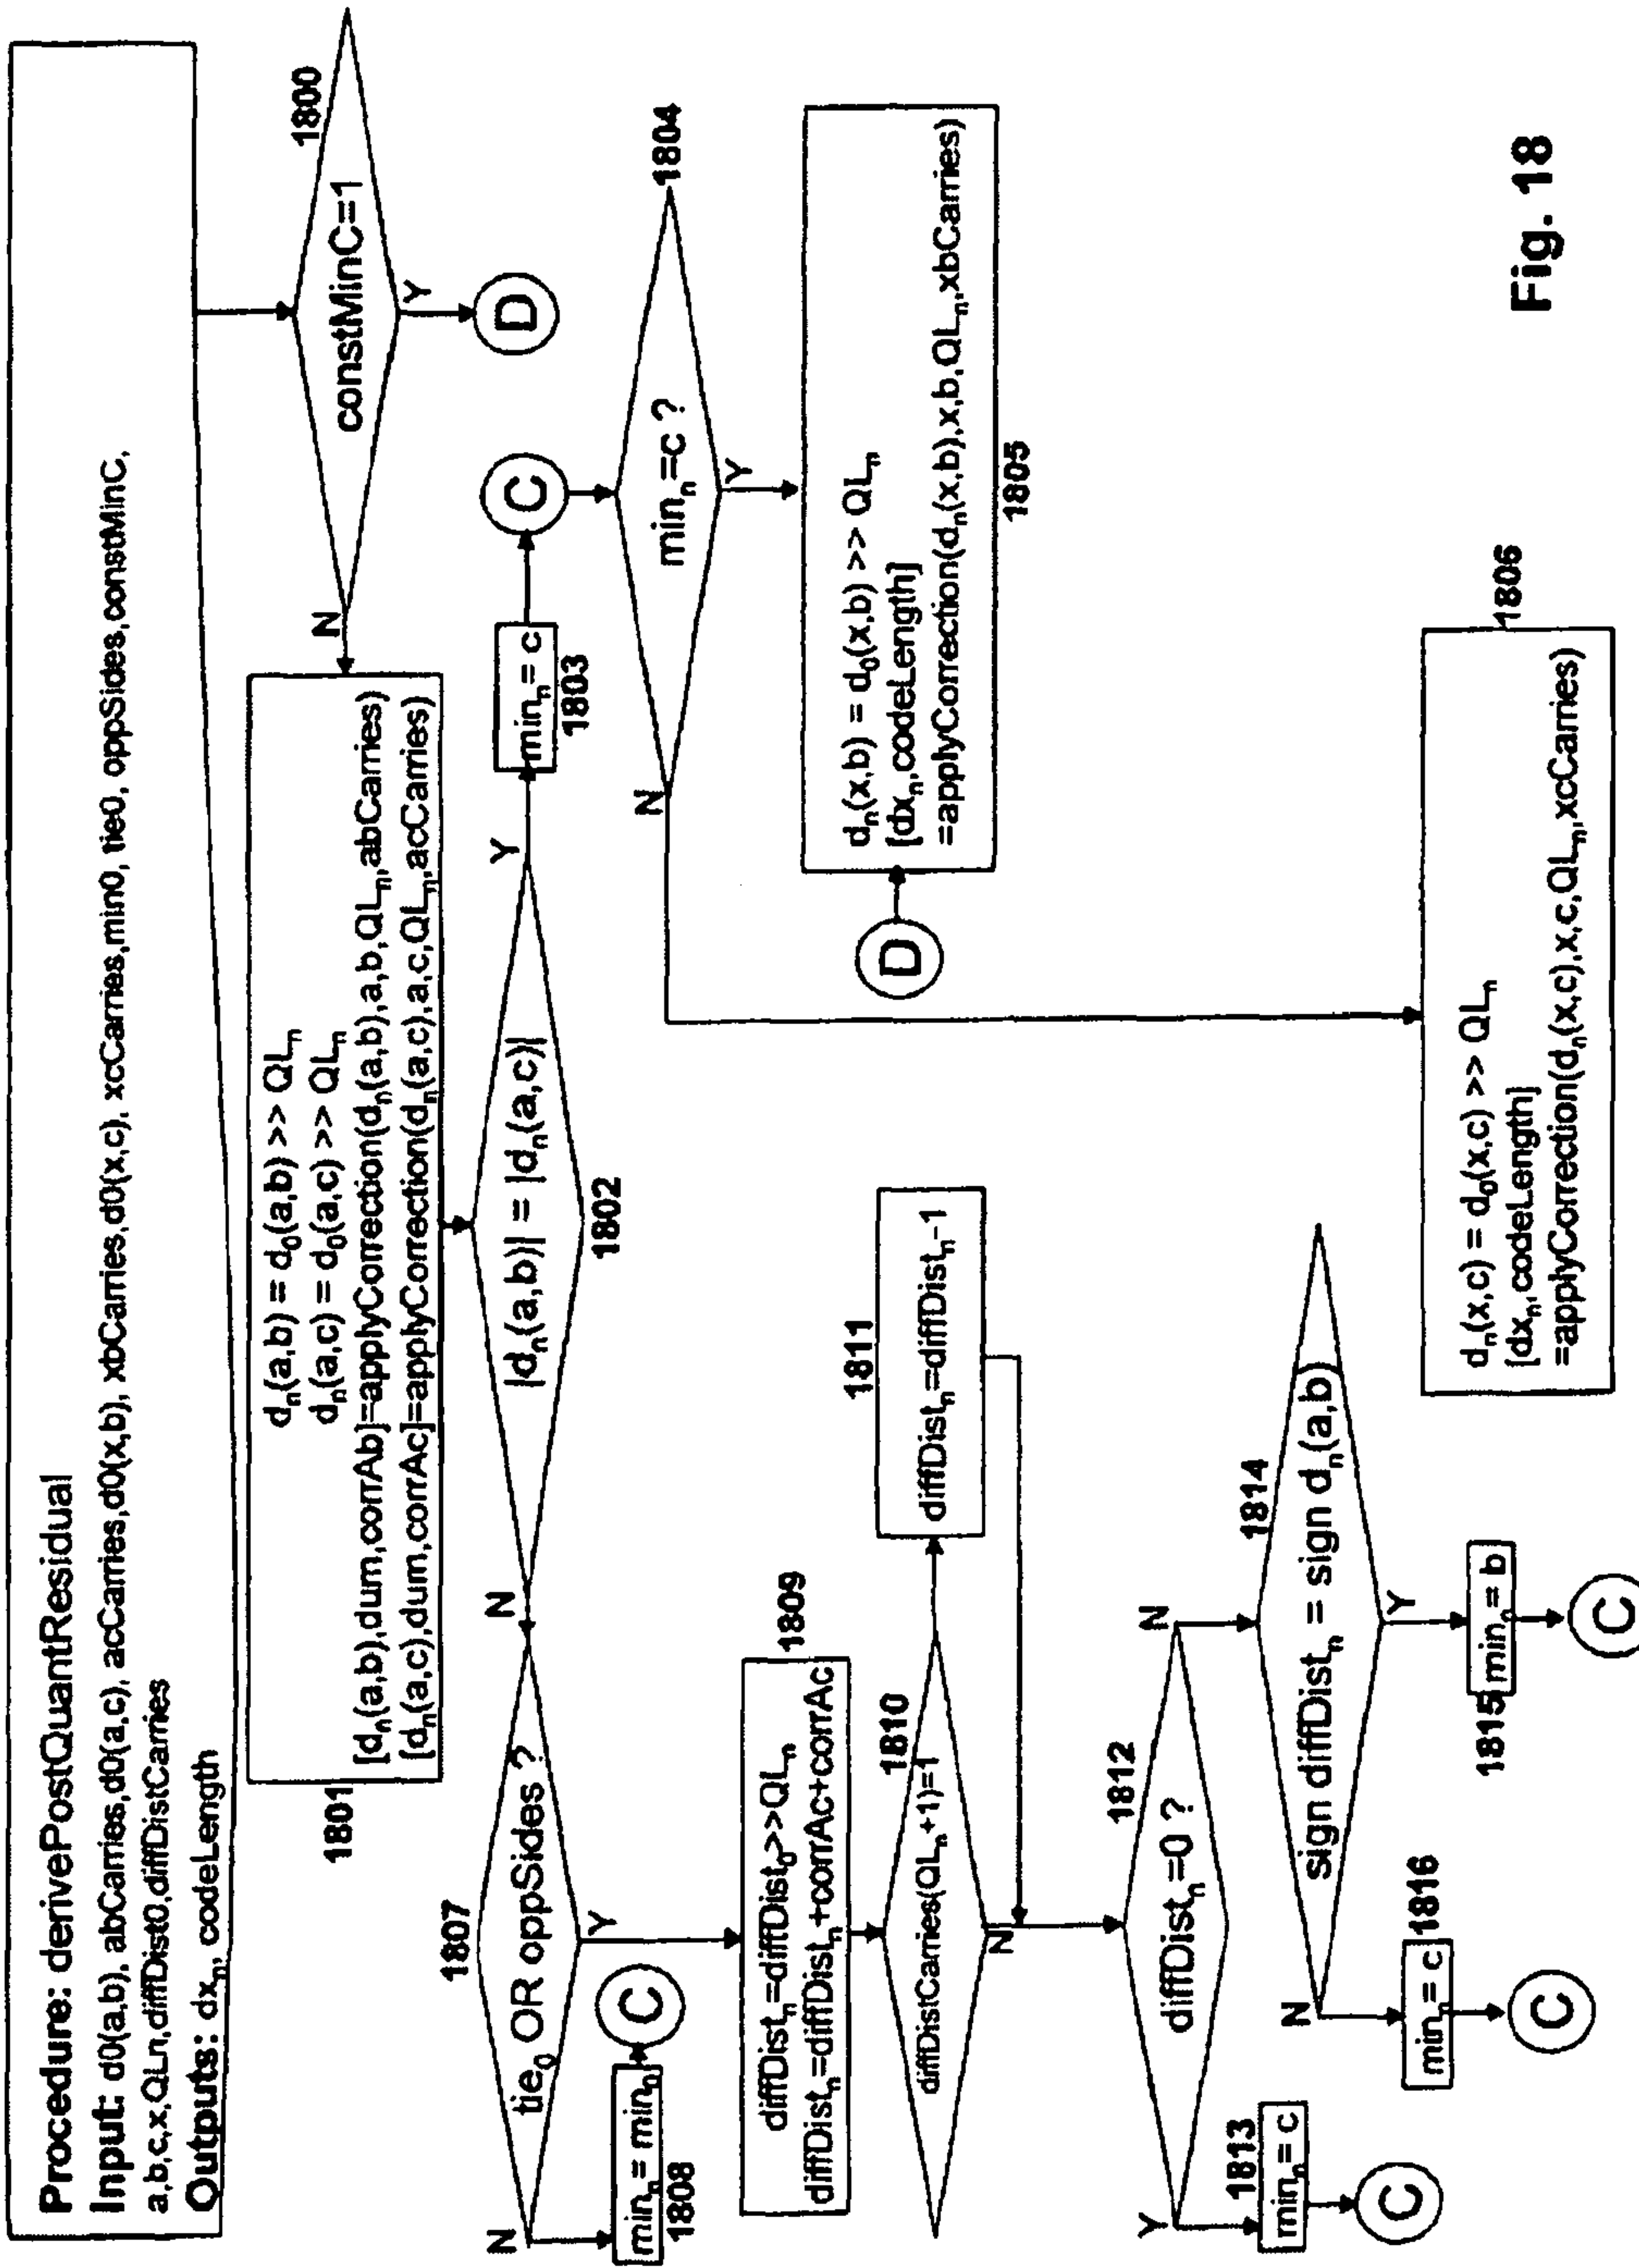 Procedure: derivePostQuantResidual
Input: d0(a,b), abCarries,d0(a,c), acCarries,d0(x,b), xbCarries,d0(x,c), xcCarries,min0, tie0, oppSides,constMinC,
a,b,c,x,QLn,diffDist0,diffDistCarries
Outputs: dxₙ, codeLength
1800
constMinC=1
N
Y
D
1801
dₙ(a,b) = d₀(a,b) >> QLₙ
dₙ(a,c) = d₀(a,c) >> QLₙ
[dₙ(a,b),dum,corrAb]=applyCorrection(dₙ(a,b),a,b,QLₙ,abCarries)
[dₙ(a,c),dum,corrAc]=applyCorrection(dₙ(a,c),a,c,QLₙ,acCarries)
1802
|dₙ(a,b)| = |dₙ(a,c)|
N
Y
minₙ= c
1803
C
minₙ=c ?
1804
N
Y
dₙ(x,b) = d₀(x,b) >> QLₙ
[dxₙ,codeLength]
=applyCorrection(dₙ(x,b),x,b,QLₙ,xbCarries)
1805
D
1806
dₙ(x,c) = d₀(x,c) >> QLₙ
[dxₙ,codeLength]
=applyCorrection(dₙ(x,c),x,c,QLₙ,xcCarries)
1807
tie₀ OR oppSides ?
N
Y
minₙ = min₀
1808
C
1809
diffDistₙ=diffDist₀>>QLₙ
diffDistₙ=diffDistₙ+corrAc+corrAc
1810
diffDistCarries(QLₙ+1)=1
N
1811
diffDistₙ=diffDistₙ-1
1812
diffDistₙ=0 ?
Y
N
1813
minₙ= c
C
1814
sign diffDistₙ = sign dₙ(a,b)
N
Y
1815
minₙ= b
C
1816
minₙ= c
C
Fig. 18